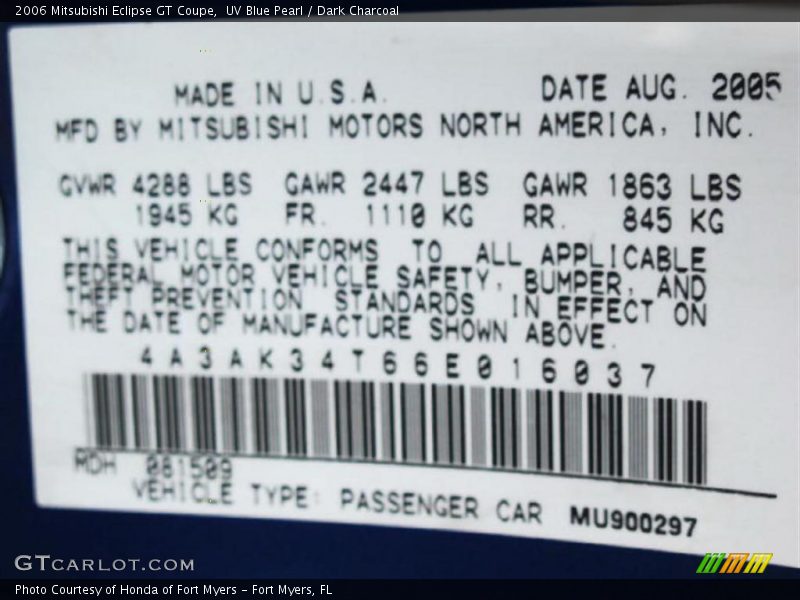 2006 Mitsubishi Eclipse GT Coupe,  UV Blue Pearl / Dark Charcoal
MADE IN U.S.A. DATE AUG. 2005
MFD BY MITSUBISHI MOTORS NORTH AMERICA, INC.
GVWR 4288 LBS GAWR 2447 LBS GAWR 1863 LBS
1945 KG FR. 1110 KG RR. 845 KG
THIS VEHICLE CONFORMS TO ALL APPLICABLE
FEDERAL MOTOR VEHICLE SAFETY, BUMPER, AND
THEFT PREVENTION STANDARDS IN EFFECT ON
THE DATE OF MANUFACTURE SHOWN ABOVE.
4A3AK34T66E016037
RDH 081509
VEHICLE TYPE: PASSENGER CAR MU900297
GTCARLOT.COM
Photo Courtesy of Honda of Fort Myers - Fort Myers, FL